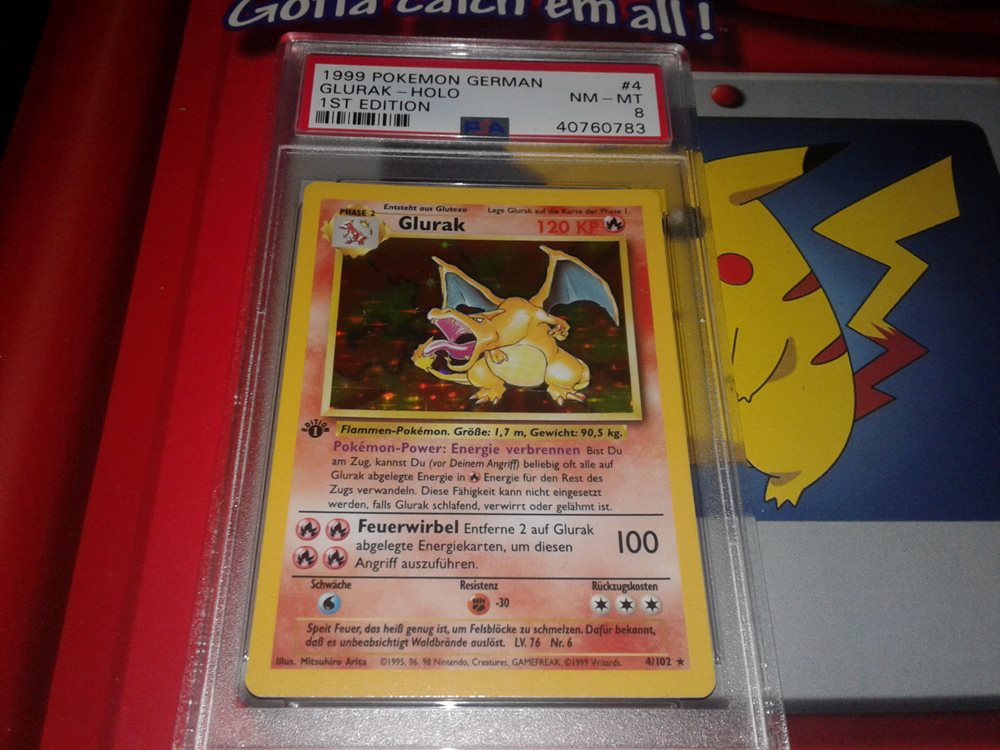 Gotta catch 'em all!
1999 POKEMON GERMAN #4
GLURAK - HOLO NM - MT
1ST EDITION 8
40760783
PSA
PHASE 2 Entsteht aus Glutexo Lege Glurak auf die Karte der Phase 1.
Glurak 120 KP
EDITION 1
Flammen-Pokémon. Größe: 1,7 m, Gewicht: 90,5 kg.
Pokémon-Power: Energie verbrennen Bist Du
am Zug, kannst Du (vor Deinem Angriff) beliebig oft alle auf
Glurak abgelegte Energie in Energie für den Rest des
Zugs verwandeln. Diese Fähigkeit kann nicht eingesetzt
werden, falls Glurak schlafend, verwirrt oder gelähmt ist.
Feuerwirbel Entferne 2 auf Glurak
abgelegte Energiekarten, um diesen 100
Angriff auszuführen.
Schwäche Resistenz Rückzugskosten
-30
Speit Feuer, das heiß genug ist, um Felsblöcke zu schmelzen. Dafür bekannt,
daß es unbeabsichtigt Waldbrände auslöst. LV. 76 Nr. 6
Illus. Mitsuhiro Arita ©1995, 96, 98 Nintendo, Creatures, GAMEFREAK. ©1999 Wizards 4/102 ★